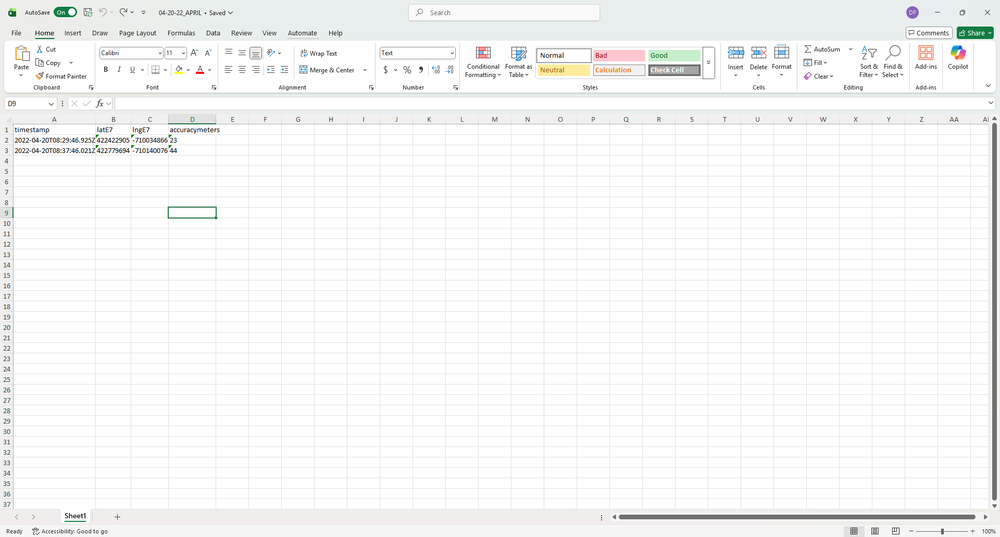 AutoSave On 04-20-22_APRIL • Saved Search DP
File Home Insert Draw Page Layout Formulas Data Review View Automate Help Comments Share
Paste Cut Copy Format Painter Clipboard
Calibri 11 A A B I U A Font
ab Wrap Text Merge & Center Alignment
Text $ % , .00 Number
Conditional Formatting Format as Table
Normal Bad Good
Neutral Calculation Check Cell
Styles
Insert Delete Format Cells
AutoSum Fill Clear Sort & Filter Find & Select Editing
Add-ins Add-ins
Copilot
D9 fx
A B C D E F G H I J K L M N O P Q R S T U V W X Y Z AA
1 timestamp latE7 lngE7 accuracymeters
2 2022-04-20T08:29:46.925Z 422422905 -710034866 23
3 2022-04-20T08:37:46.021Z 422779694 -710140076 44
4
5
6
7
8
9
10
11
12
13
14
15
16
17
18
19
20
21
22
23
24
25
26
27
28
29
30
31
32
33
34
35
36
37
Sheet1
Ready Accessibility: Good to go 100%